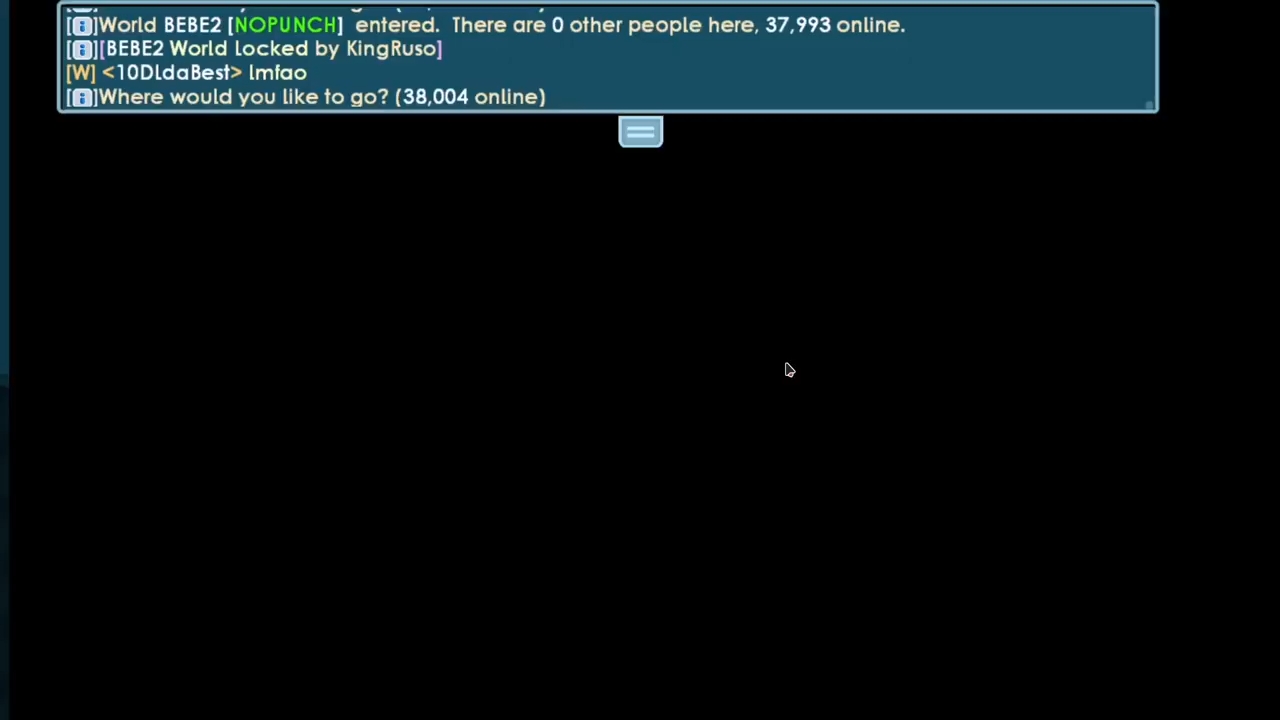 World BEBE2 [NOPUNCH] entered. There are 0 other people here, 37,993 online.
[BEBE2 World Locked by KingRuso]
[W] <10DLdaBest> lmfao
Where would you like to go? (38,004 online)